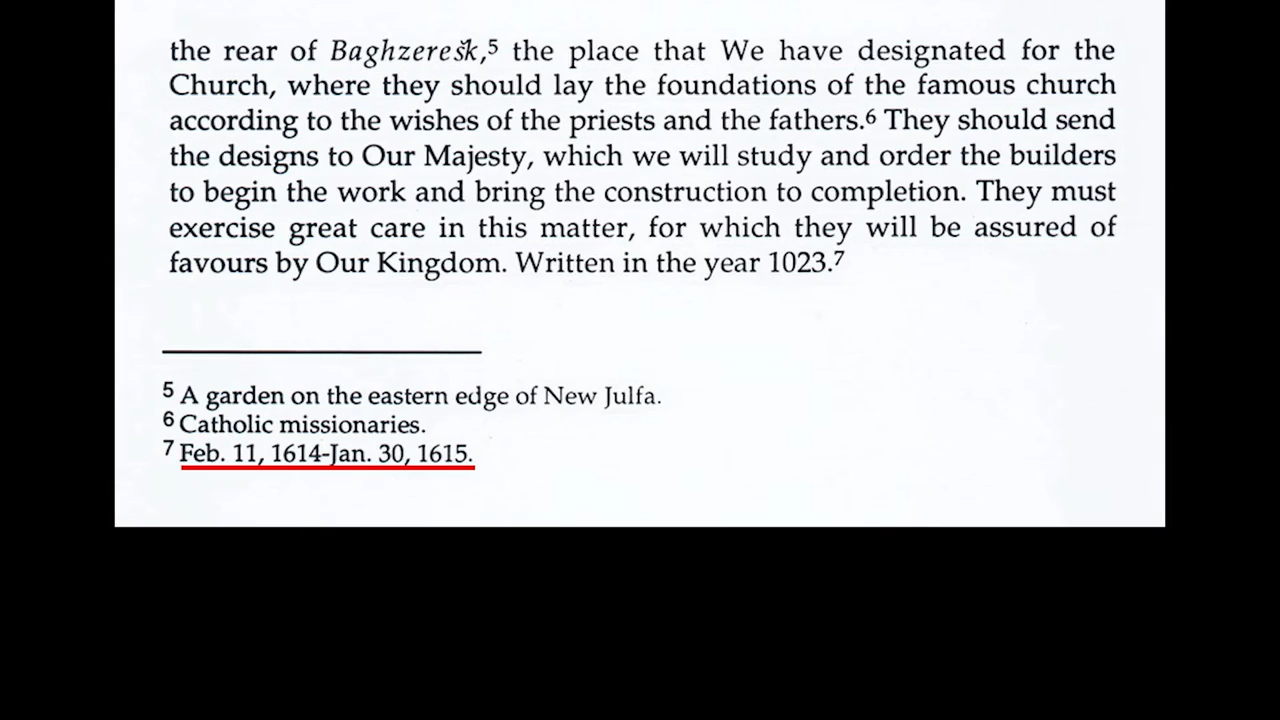 the rear of Baghzerešk,5 the place that We have designated for the
Church, where they should lay the foundations of the famous church
according to the wishes of the priests and the fathers.6 They should send
the designs to Our Majesty, which we will study and order the builders
to begin the work and bring the construction to completion. They must
exercise great care in this matter, for which they will be assured of
favours by Our Kingdom. Written in the year 1023.7
5 A garden on the eastern edge of New Julfa.
6 Catholic missionaries.
7 Feb. 11, 1614-Jan. 30, 1615.